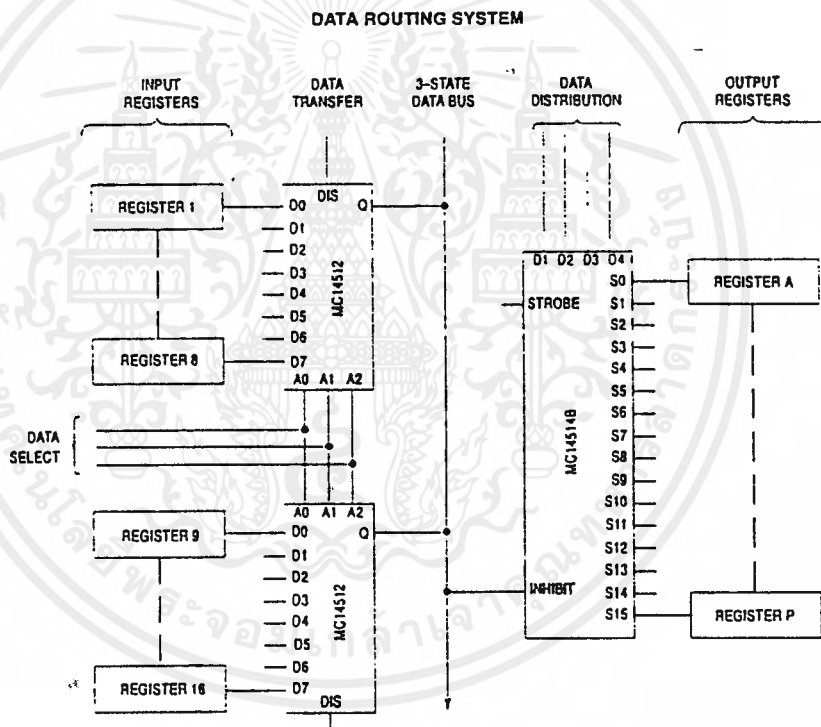 DATA ROUTING SYSTEM
INPUT REGISTERS
DATA TRANSFER
3-STATE DATA BUS
DATA DISTRIBUTION
OUTPUT REGISTERS
REGISTER 1
REGISTER 8
DIS
D0
D1
D2
D3
D4
D5
D6
D7
Q
MC14512
A0 A1 A2
DATA SELECT
A0 A1 A2
REGISTER 9
REGISTER 16
D0
D1
D2
D3
D4
D5
D6
D7
Q
MC14512
DIS
D1 D2 D3 D4
STROBE
INHIBIT
MC14514B
S0
S1
S2
S3
S4
S5
S6
S7
S8
S9
S10
S11
S12
S13
S14
S15
REGISTER A
REGISTER P